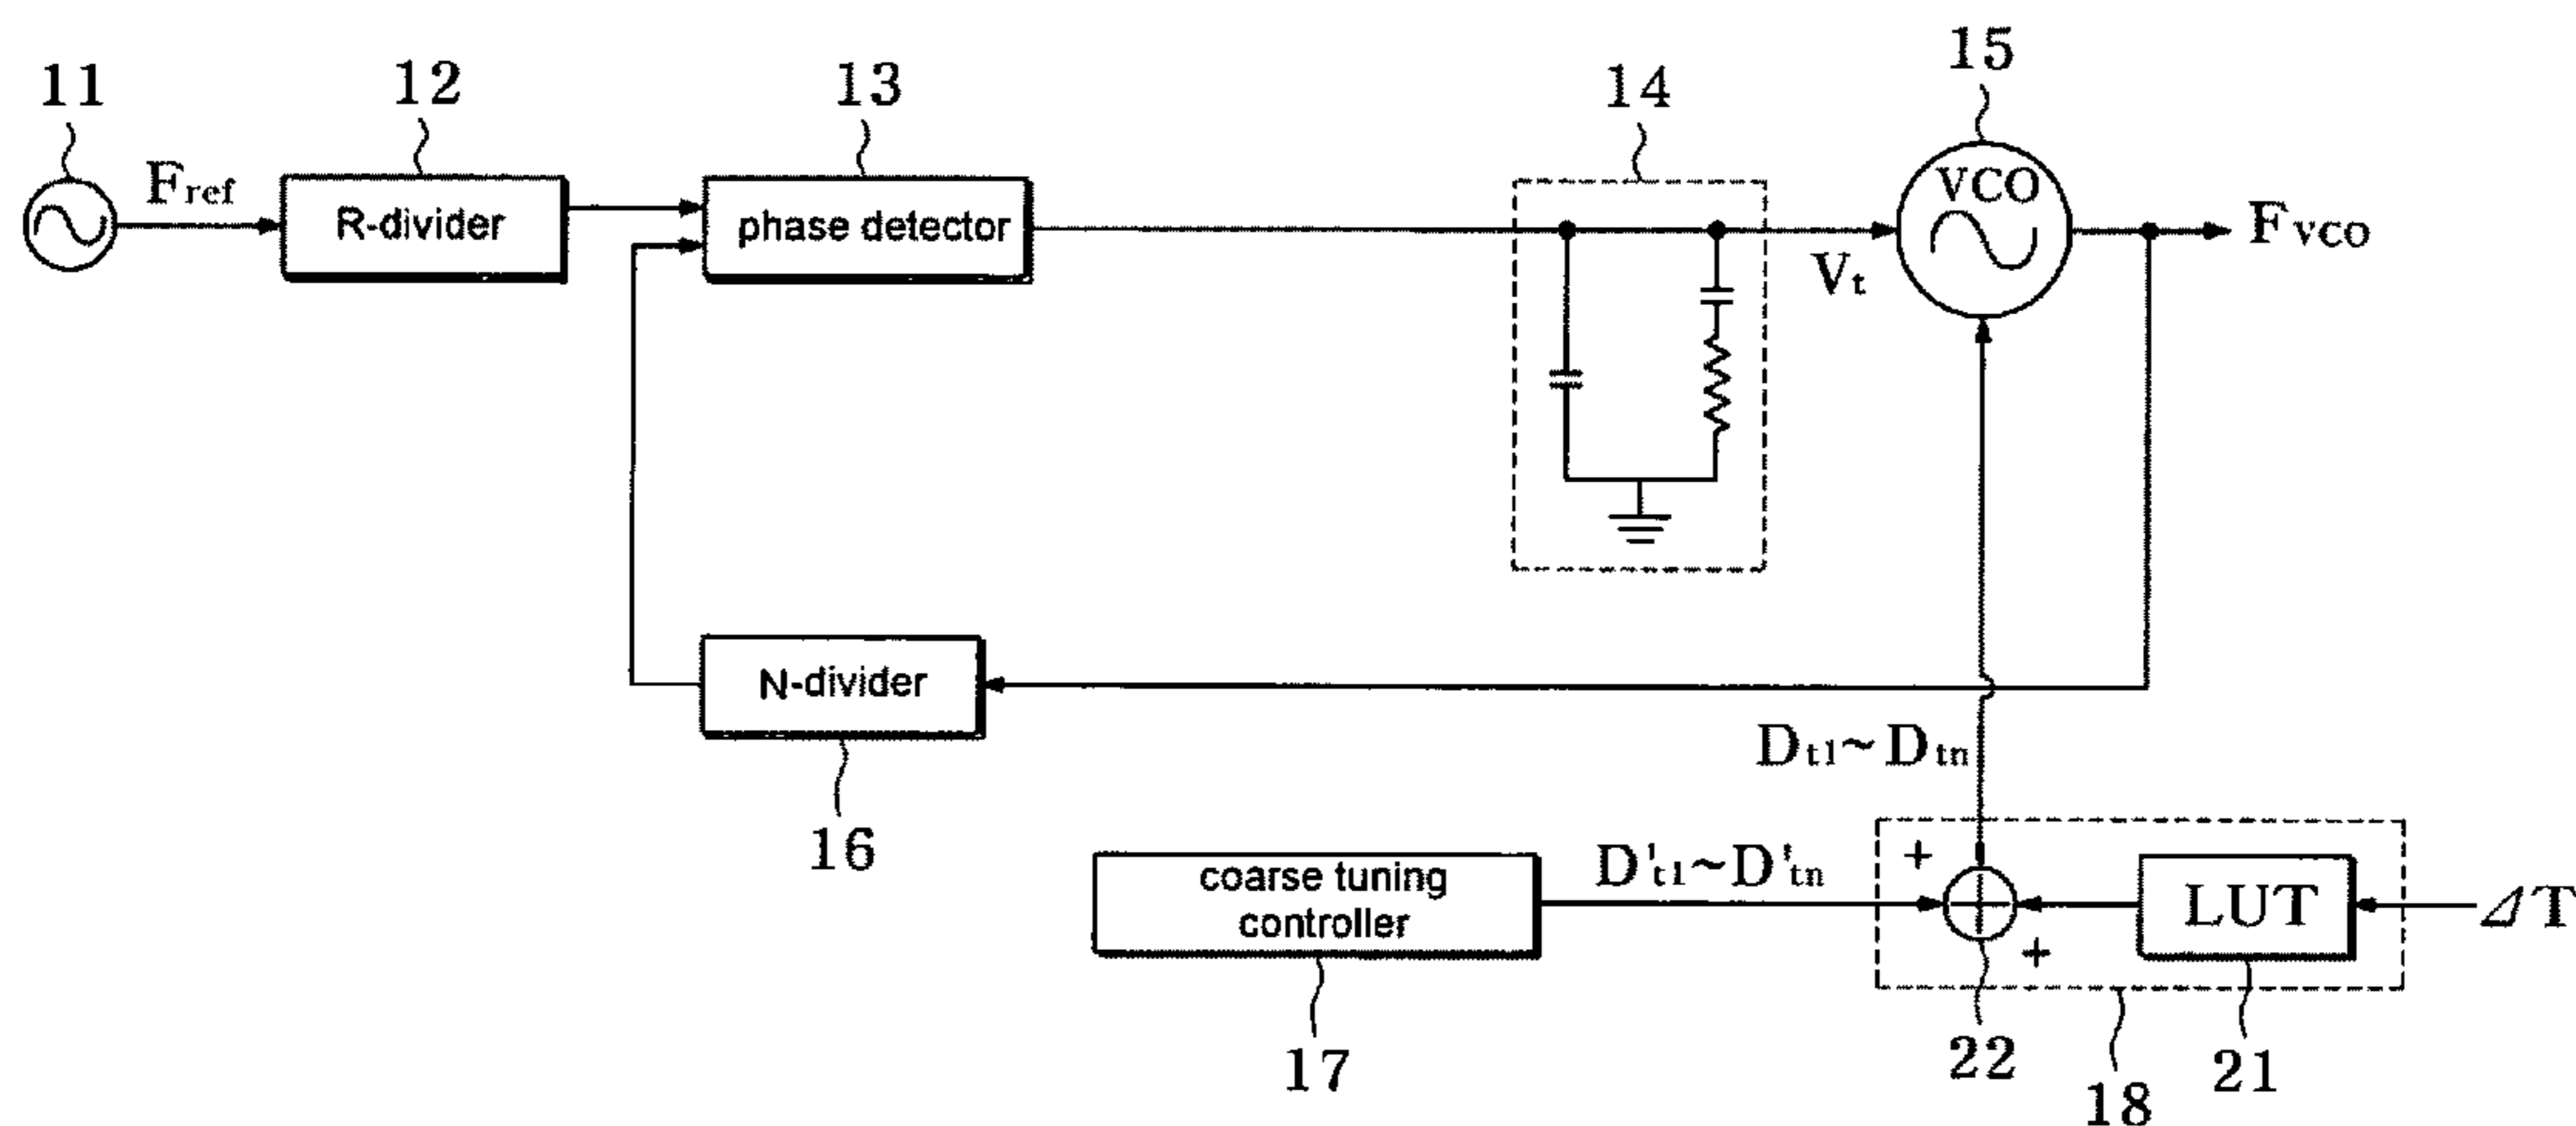 11
12
13
14
15
Fref
R-divider
phase detector
VCO
Vt
FVCO
N-divider
16
Dt1~Dtn
coarse tuning
controller
17
D't1~D'tn
+
+
LUT
ΔT
22
18
21